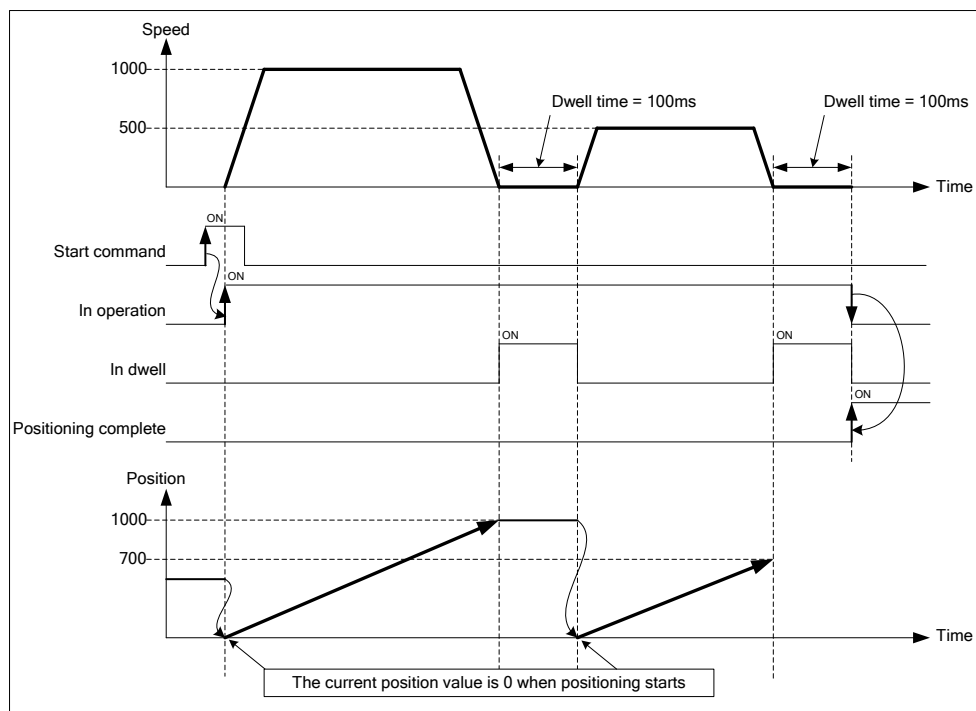 Speed
1000
Dwell time = 100ms
Dwell time = 100ms
500
Time
ON
Start command
ON
In operation
ON
ON
In dwell
ON
Positioning complete
Position
1000
700
Time
The current position value is 0 when positioning starts